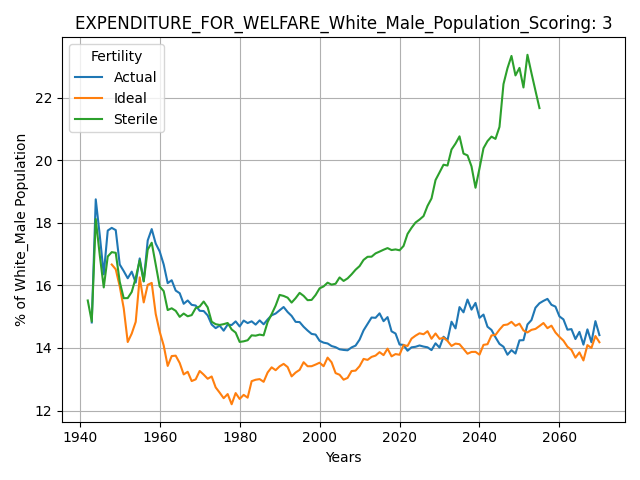 EXPENDITURE_FOR_WELFARE_White_Male_Population_Scoring: 3
Fertility
Actual
Ideal
Sterile
% of White_Male Population
22
20
18
16
14
12
1940
1960
1980
2000
2020
2040
2060
Years